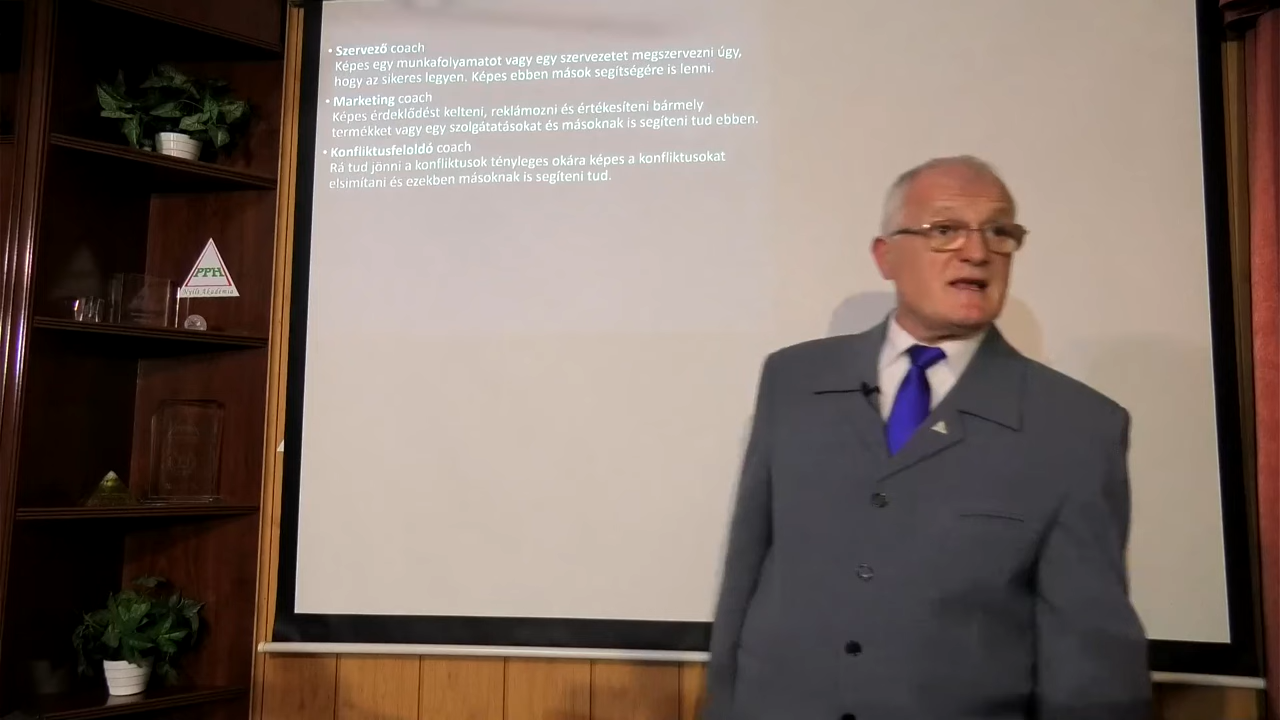 • Szervező coach
Képes egy munkafolyamatot vagy egy szervezetet megszervezni úgy,
hogy az sikeres legyen. Képes ebben mások segítségére is lenni.
• Marketing coach
Képes érdeklődést kelteni, reklámozni és értékesíteni bármely
termékket vagy egy szolgátatásokat és másoknak is segíteni tud ebben.
• Konfliktusfeloldó coach
Rá tud jönni a konfliktusok tényleges okára képes a konfliktusokat
elsimítani és ezekben másoknak is segíteni tud.
PPH
Nyílt Akadémia